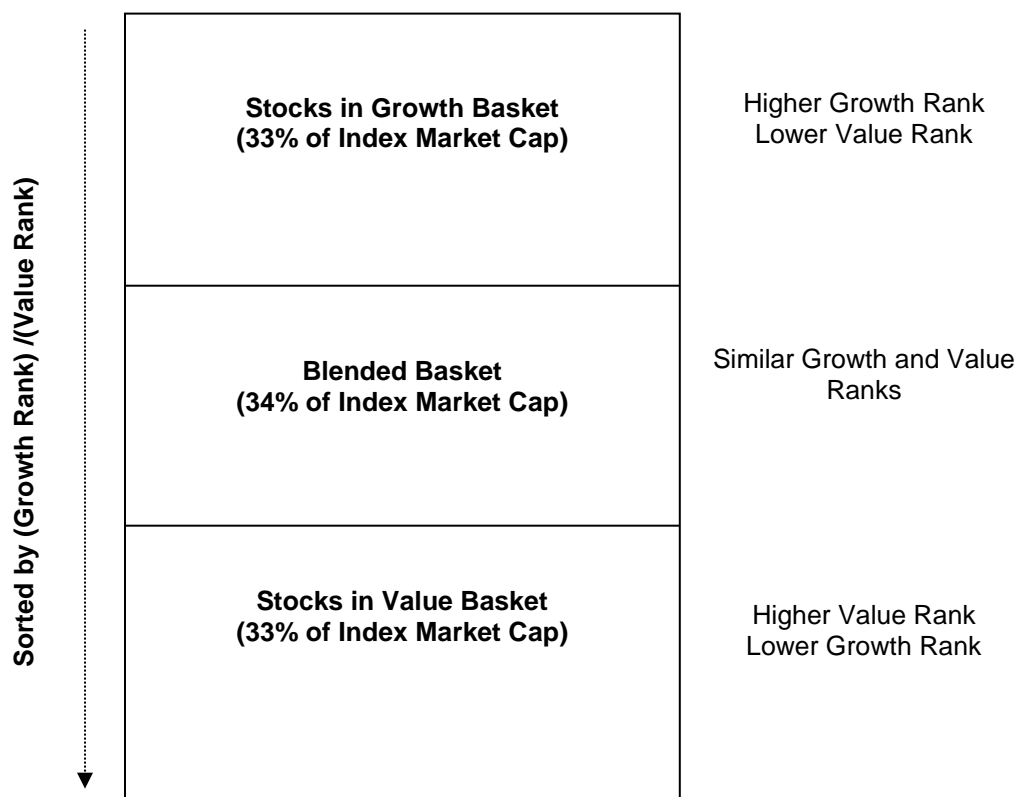 Sorted by (Growth Rank) /(Value Rank)
Stocks in Growth Basket
(33% of Index Market Cap)
Higher Growth Rank
Lower Value Rank
Blended Basket
(34% of Index Market Cap)
Similar Growth and Value
Ranks
Stocks in Value Basket
(33% of Index Market Cap)
Higher Value Rank
Lower Growth Rank